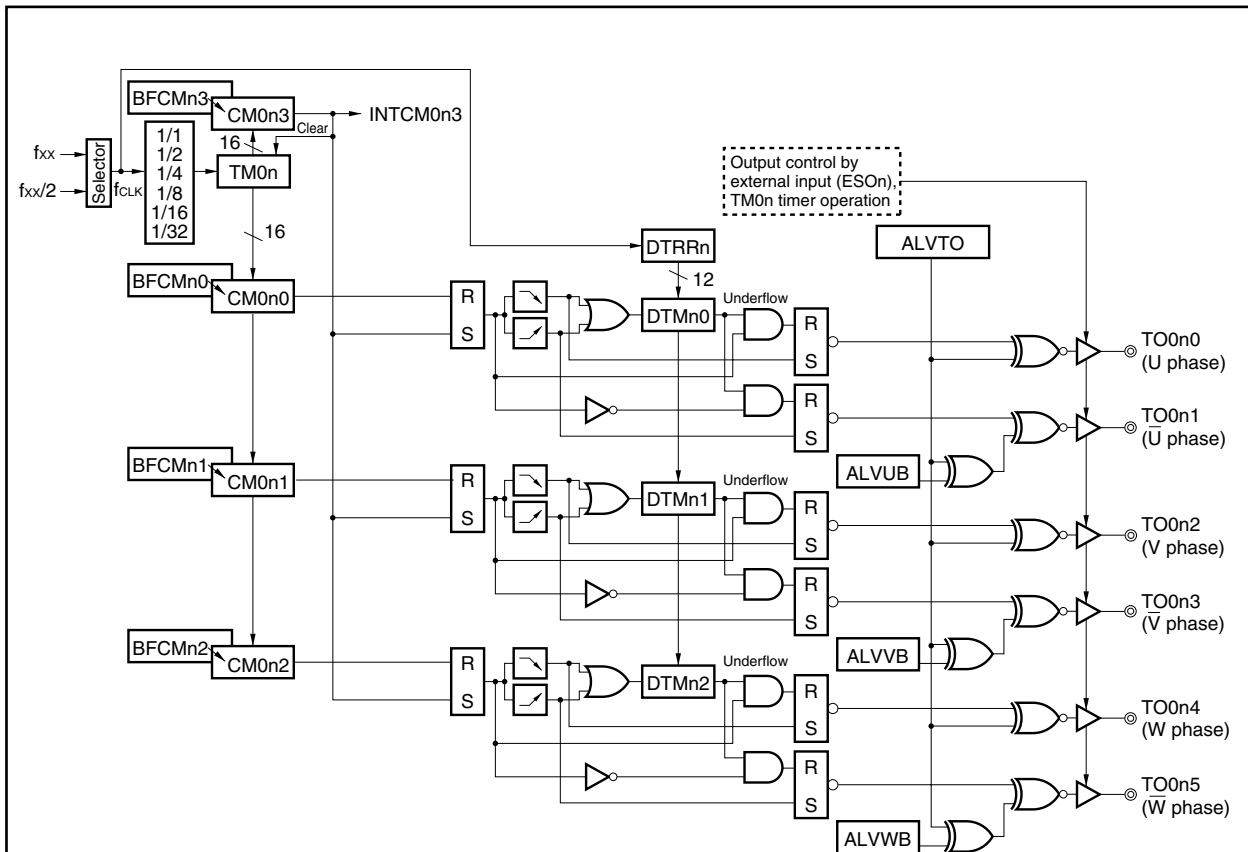 BFCMn3
CM0n3
INTCM0n3
Clear
16
fXX
fXX/2
Selector
fCLK
1/1
1/2
1/4
1/8
1/16
1/32
TM0n
16
Output control by
external input (ESOn),
TM0n timer operation
ALVTO
DTRRn
12
BFCMn0
CM0n0
R
S
DTMn0
Underflow
R
S
TO0n0
(U phase)
R
S
TO0n1
(U̅ phase)
ALVUB
BFCMn1
CM0n1
R
S
DTMn1
Underflow
R
S
TO0n2
(V phase)
R
S
TO0n3
(V̅ phase)
ALVVB
BFCMn2
CM0n2
R
S
DTMn2
Underflow
R
S
TO0n4
(W phase)
R
S
TO0n5
(W̅ phase)
ALVWB